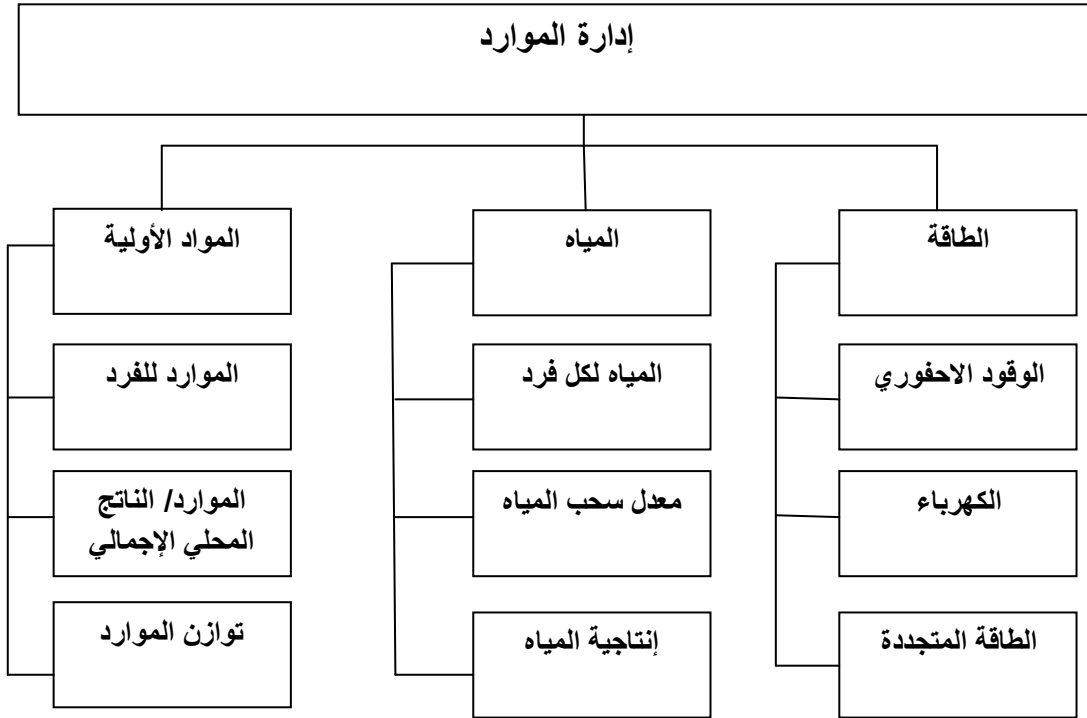 إدارة الموارد
الطاقة
المياه
المواد الأولية
الوقود الاحفوري
المياه لكل فرد
الموارد للفرد
الكهرباء
معدل سحب المياه
الموارد/ الناتج
المحلي الإجمالي
الطاقة المتجددة
إنتاجية المياه
توازن الموارد